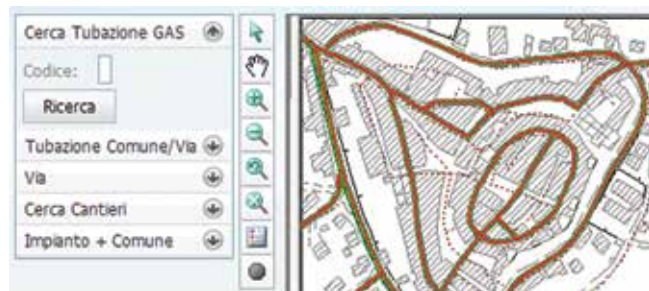 Cerca Tubazione GAS
Codice:
Ricerca
Tubazione Comune/Via
Via
Cerca Cantieri
Impianto + Comune